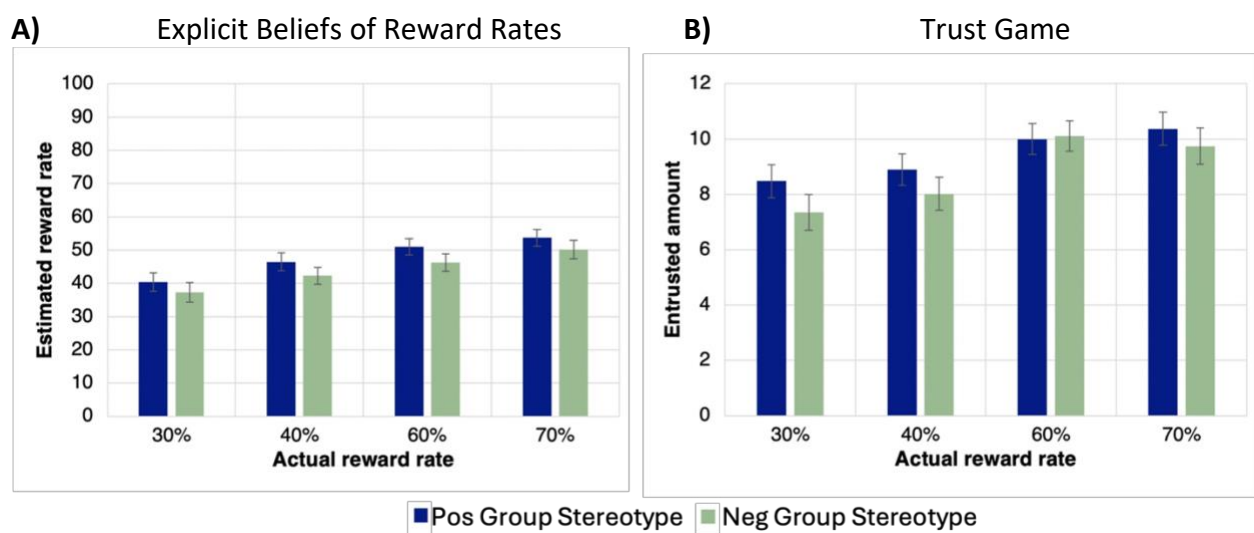 A) Explicit Beliefs of Reward Rates
100
90
80
70
60
50
40
30
20
10
0
Estimated reward rate
30% 40% 60% 70%
Actual reward rate
B) Trust Game
12
10
8
6
4
2
0
Entrusted amount
30% 40% 60% 70%
Actual reward rate
Pos Group Stereotype Neg Group Stereotype